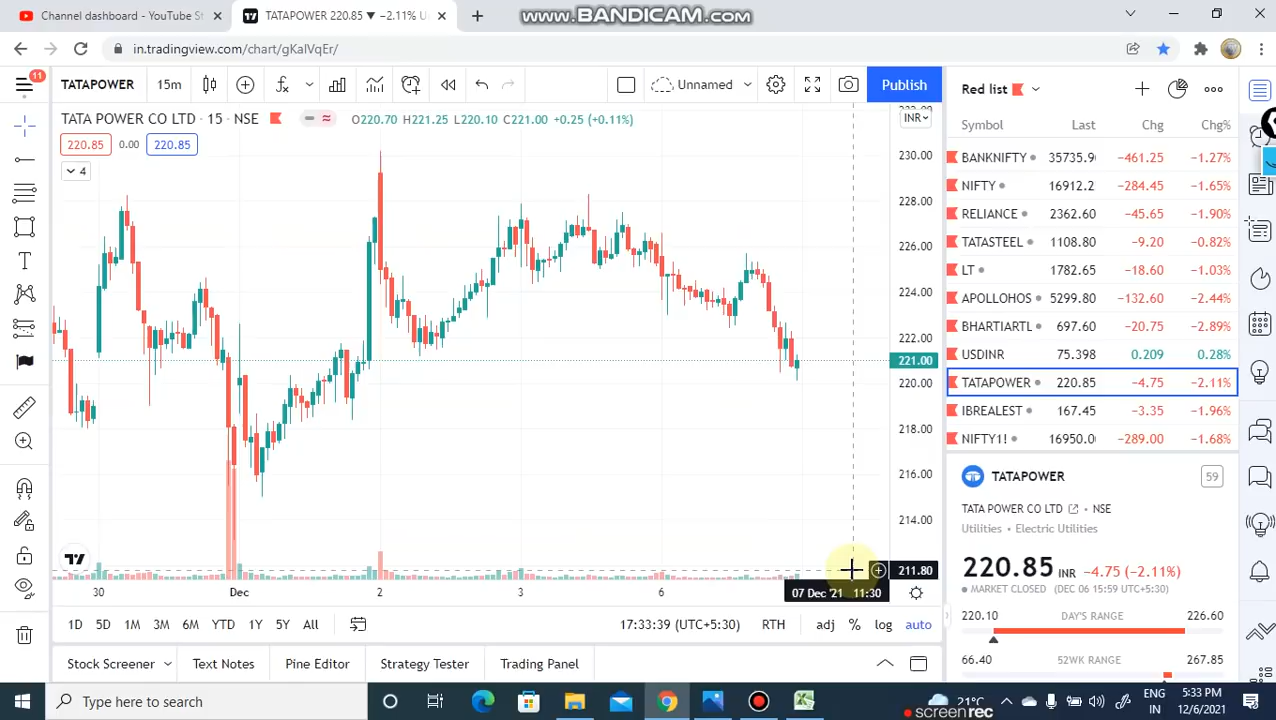 Channel dashboard - YouTube St
TATAPOWER 220.85 ▼ −2.11% U
www.BANDICAM.com
in.tradingview.com/chart/gKalVqEr/
11
TATAPOWER 15m
Unnamed
Publish
TATA POWER CO LTD · 15 · NSE
O220.70 H221.25 L220.10 C221.00 +0.25 (+0.11%)
INR
220.85 0.00 220.85
4
230.00
228.00
226.00
224.00
222.00
221.00
220.00
218.00
216.00
214.00
211.80
30 Dec 2 3 6
07 Dec '21 11:30
1D 5D 1M 3M 6M YTD 1Y 5Y All
17:33:39 (UTC+5:30) RTH adj % log auto
Stock Screener Text Notes Pine Editor Strategy Tester Trading Panel
Red list
Symbol Last Chg Chg%
BANKNIFTY 35735.9 −461.25 −1.27%
NIFTY 16912.2 −284.45 −1.65%
RELIANCE 2362.60 −45.65 −1.90%
TATASTEEL 1108.80 −9.20 −0.82%
LT 1782.65 −18.60 −1.03%
APOLLOHOS 5299.80 −132.60 −2.44%
BHARTIARTL 697.60 −20.75 −2.89%
USDINR 75.398 0.209 0.28%
TATAPOWER 220.85 −4.75 −2.11%
IBREALEST 167.45 −3.35 −1.96%
NIFTY1! 16950.0 −289.00 −1.68%
TATAPOWER
59
TATA POWER CO LTD • NSE
Utilities • Electric Utilities
220.85 INR −4.75 (−2.11%)
MARKET CLOSED (DEC 06 15:59 UTC+5:30)
220.10 DAY'S RANGE 226.60
66.40 52WK RANGE 267.85
Type here to search
21°C
ENG
IN
5:33 PM
12/6/2021
screenrec